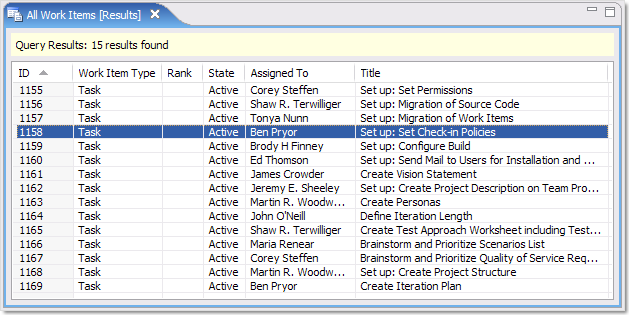 All Work Items [Results]
Query Results: 15 results found
ID Work Item Type Rank State Assigned To Title
1155 Task Active Corey Steffen Set up: Set Permissions
1156 Task Active Shaw R. Terwilliger Set up: Migration of Source Code
1157 Task Active Tonya Nunn Set up: Migration of Work Items
1158 Task Active Ben Pryor Set up: Set Check-in Policies
1159 Task Active Brody H Finney Set up: Configure Build
1160 Task Active Ed Thomson Set up: Send Mail to Users for Installation and ...
1161 Task Active James Crowder Create Vision Statement
1162 Task Active Jeremy E. Sheeley Set up: Create Project Description on Team Pro...
1163 Task Active Martin R. Woodw... Create Personas
1164 Task Active John O'Neill Define Iteration Length
1165 Task Active Shaw R. Terwilliger Create Test Approach Worksheet including Test...
1166 Task Active Maria Renear Brainstorm and Prioritize Scenarios List
1167 Task Active Corey Steffen Brainstorm and Prioritize Quality of Service Req...
1168 Task Active Martin R. Woodw... Set up: Create Project Structure
1169 Task Active Ben Pryor Create Iteration Plan